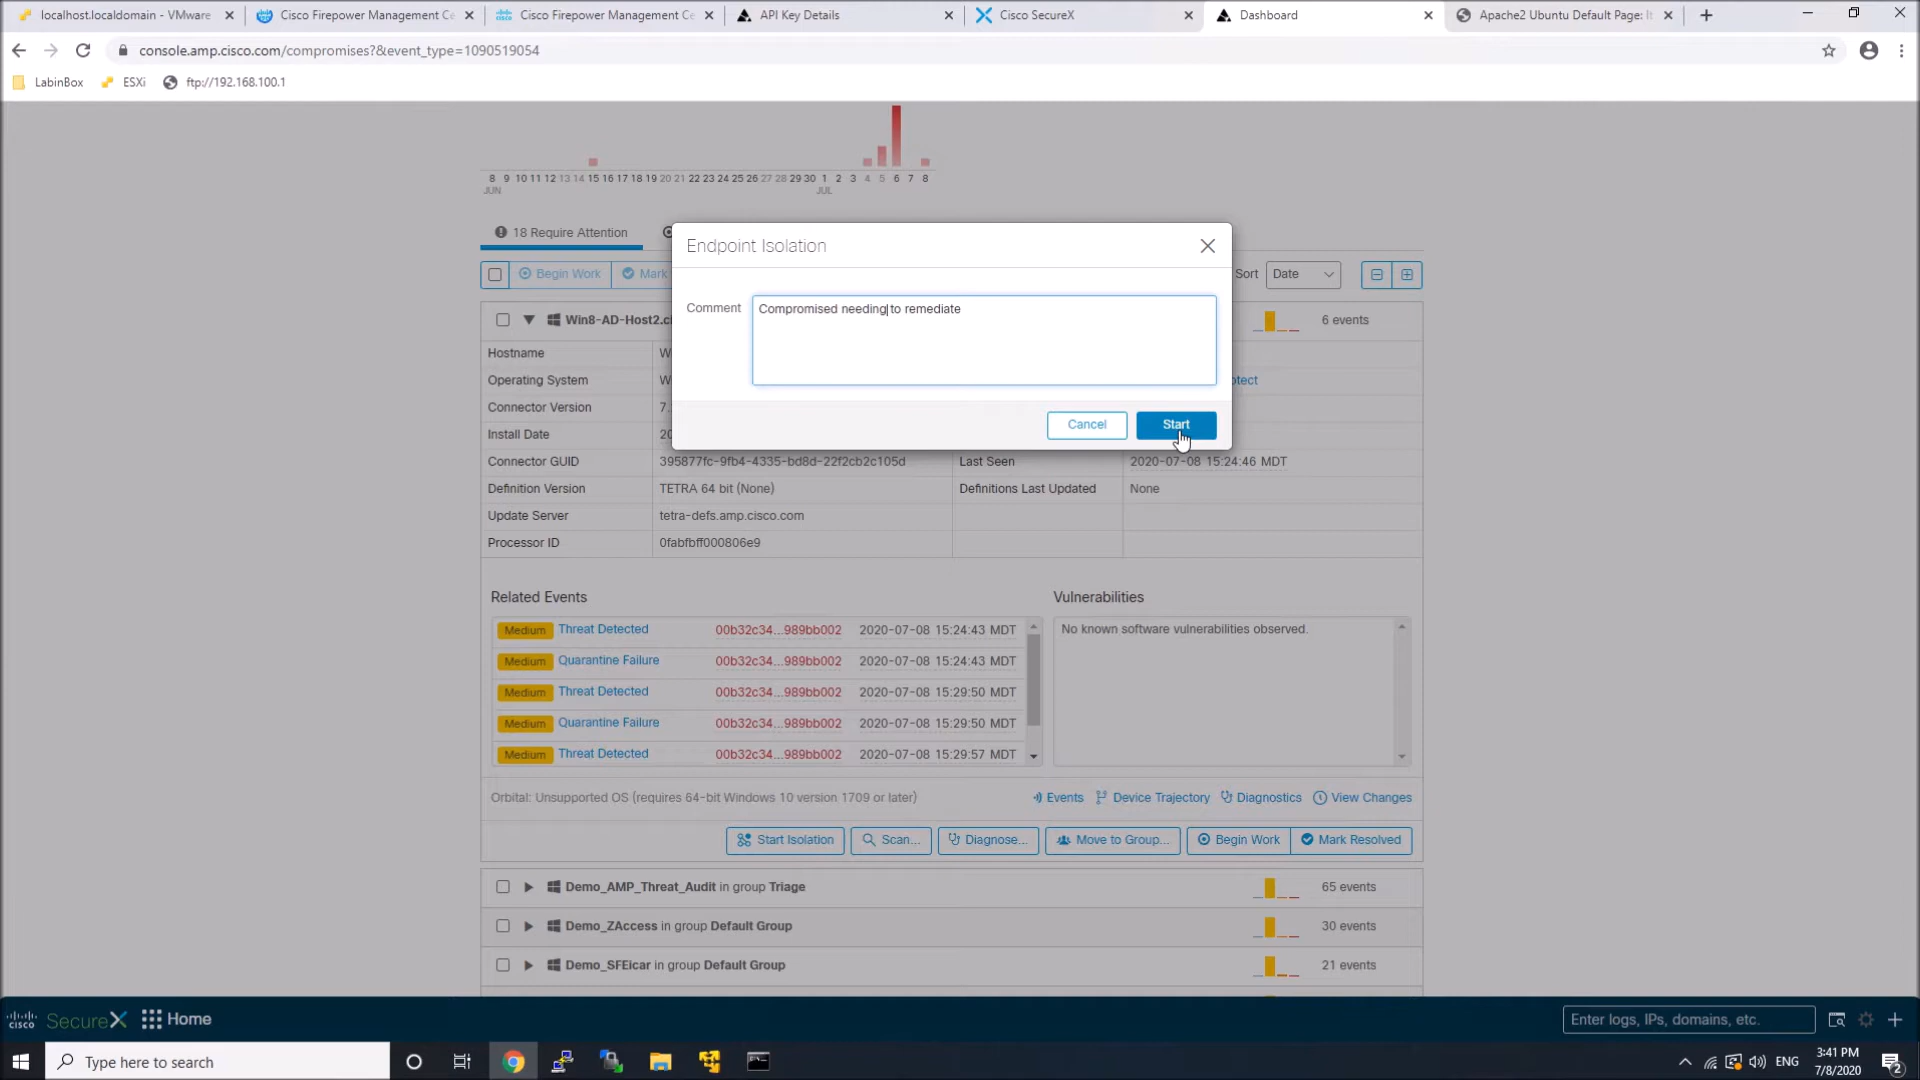 localhost.localdomain - VMware
Cisco Firepower Management Ce
Cisco Firepower Management Ce
API Key Details
Cisco SecureX
Dashboard
Apache2 Ubuntu Default Page: It
console.amp.cisco.com/compromises?&event_type=1090519054
LabinBox
ESXi
ftp://192.168.100.1
8 9 10 11 12 13 14 15 16 17 18 19 20 21 22 23 24 25 26 27 28 29 30 1 2 3 4 5 6 7 8
JUN JUL
18 Require Attention
Begin Work
Mark
Sort Date
Endpoint Isolation
Comment
Compromised needing to remediate
Cancel
Start
Win8-AD-Host2.ci
6 events
Hostname W
Operating System W
otect
Connector Version 7.
Install Date 20
Connector GUID 395877fc-9fb4-4335-bd8d-22f2cb2c105d Last Seen 2020-07-08 15:24:46 MDT
Definition Version TETRA 64 bit (None) Definitions Last Updated None
Update Server tetra-defs.amp.cisco.com
Processor ID 0fabfbff000806e9
Related Events
Medium Threat Detected 00b32c34...989bb002 2020-07-08 15:24:43 MDT
Medium Quarantine Failure 00b32c34...989bb002 2020-07-08 15:24:43 MDT
Medium Threat Detected 00b32c34...989bb002 2020-07-08 15:29:50 MDT
Medium Quarantine Failure 00b32c34...989bb002 2020-07-08 15:29:50 MDT
Medium Threat Detected 00b32c34...989bb002 2020-07-08 15:29:57 MDT
Vulnerabilities
No known software vulnerabilities observed.
Orbital: Unsupported OS (requires 64-bit Windows 10 version 1709 or later)
Events Device Trajectory Diagnostics View Changes
Start Isolation Scan... Diagnose... Move to Group... Begin Work Mark Resolved
Demo_AMP_Threat_Audit in group Triage 65 events
Demo_ZAccess in group Default Group 30 events
Demo_SFEicar in group Default Group 21 events
cisco SecureX Home
Enter logs, IPs, domains, etc.
Type here to search
ENG
3:41 PM
7/8/2020
2